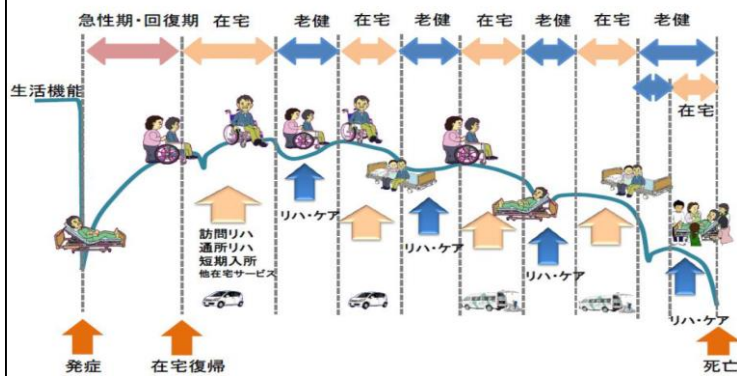 急性期・回復期 在宅 老健 在宅 老健 在宅 老健 在宅 老健
在宅
生活機能
訪問リハ
通所リハ
短期入所
他在宅サービス
リハ・ケア
リハ・ケア
リハ・ケア
リハ・ケア
発症
在宅復帰
死亡